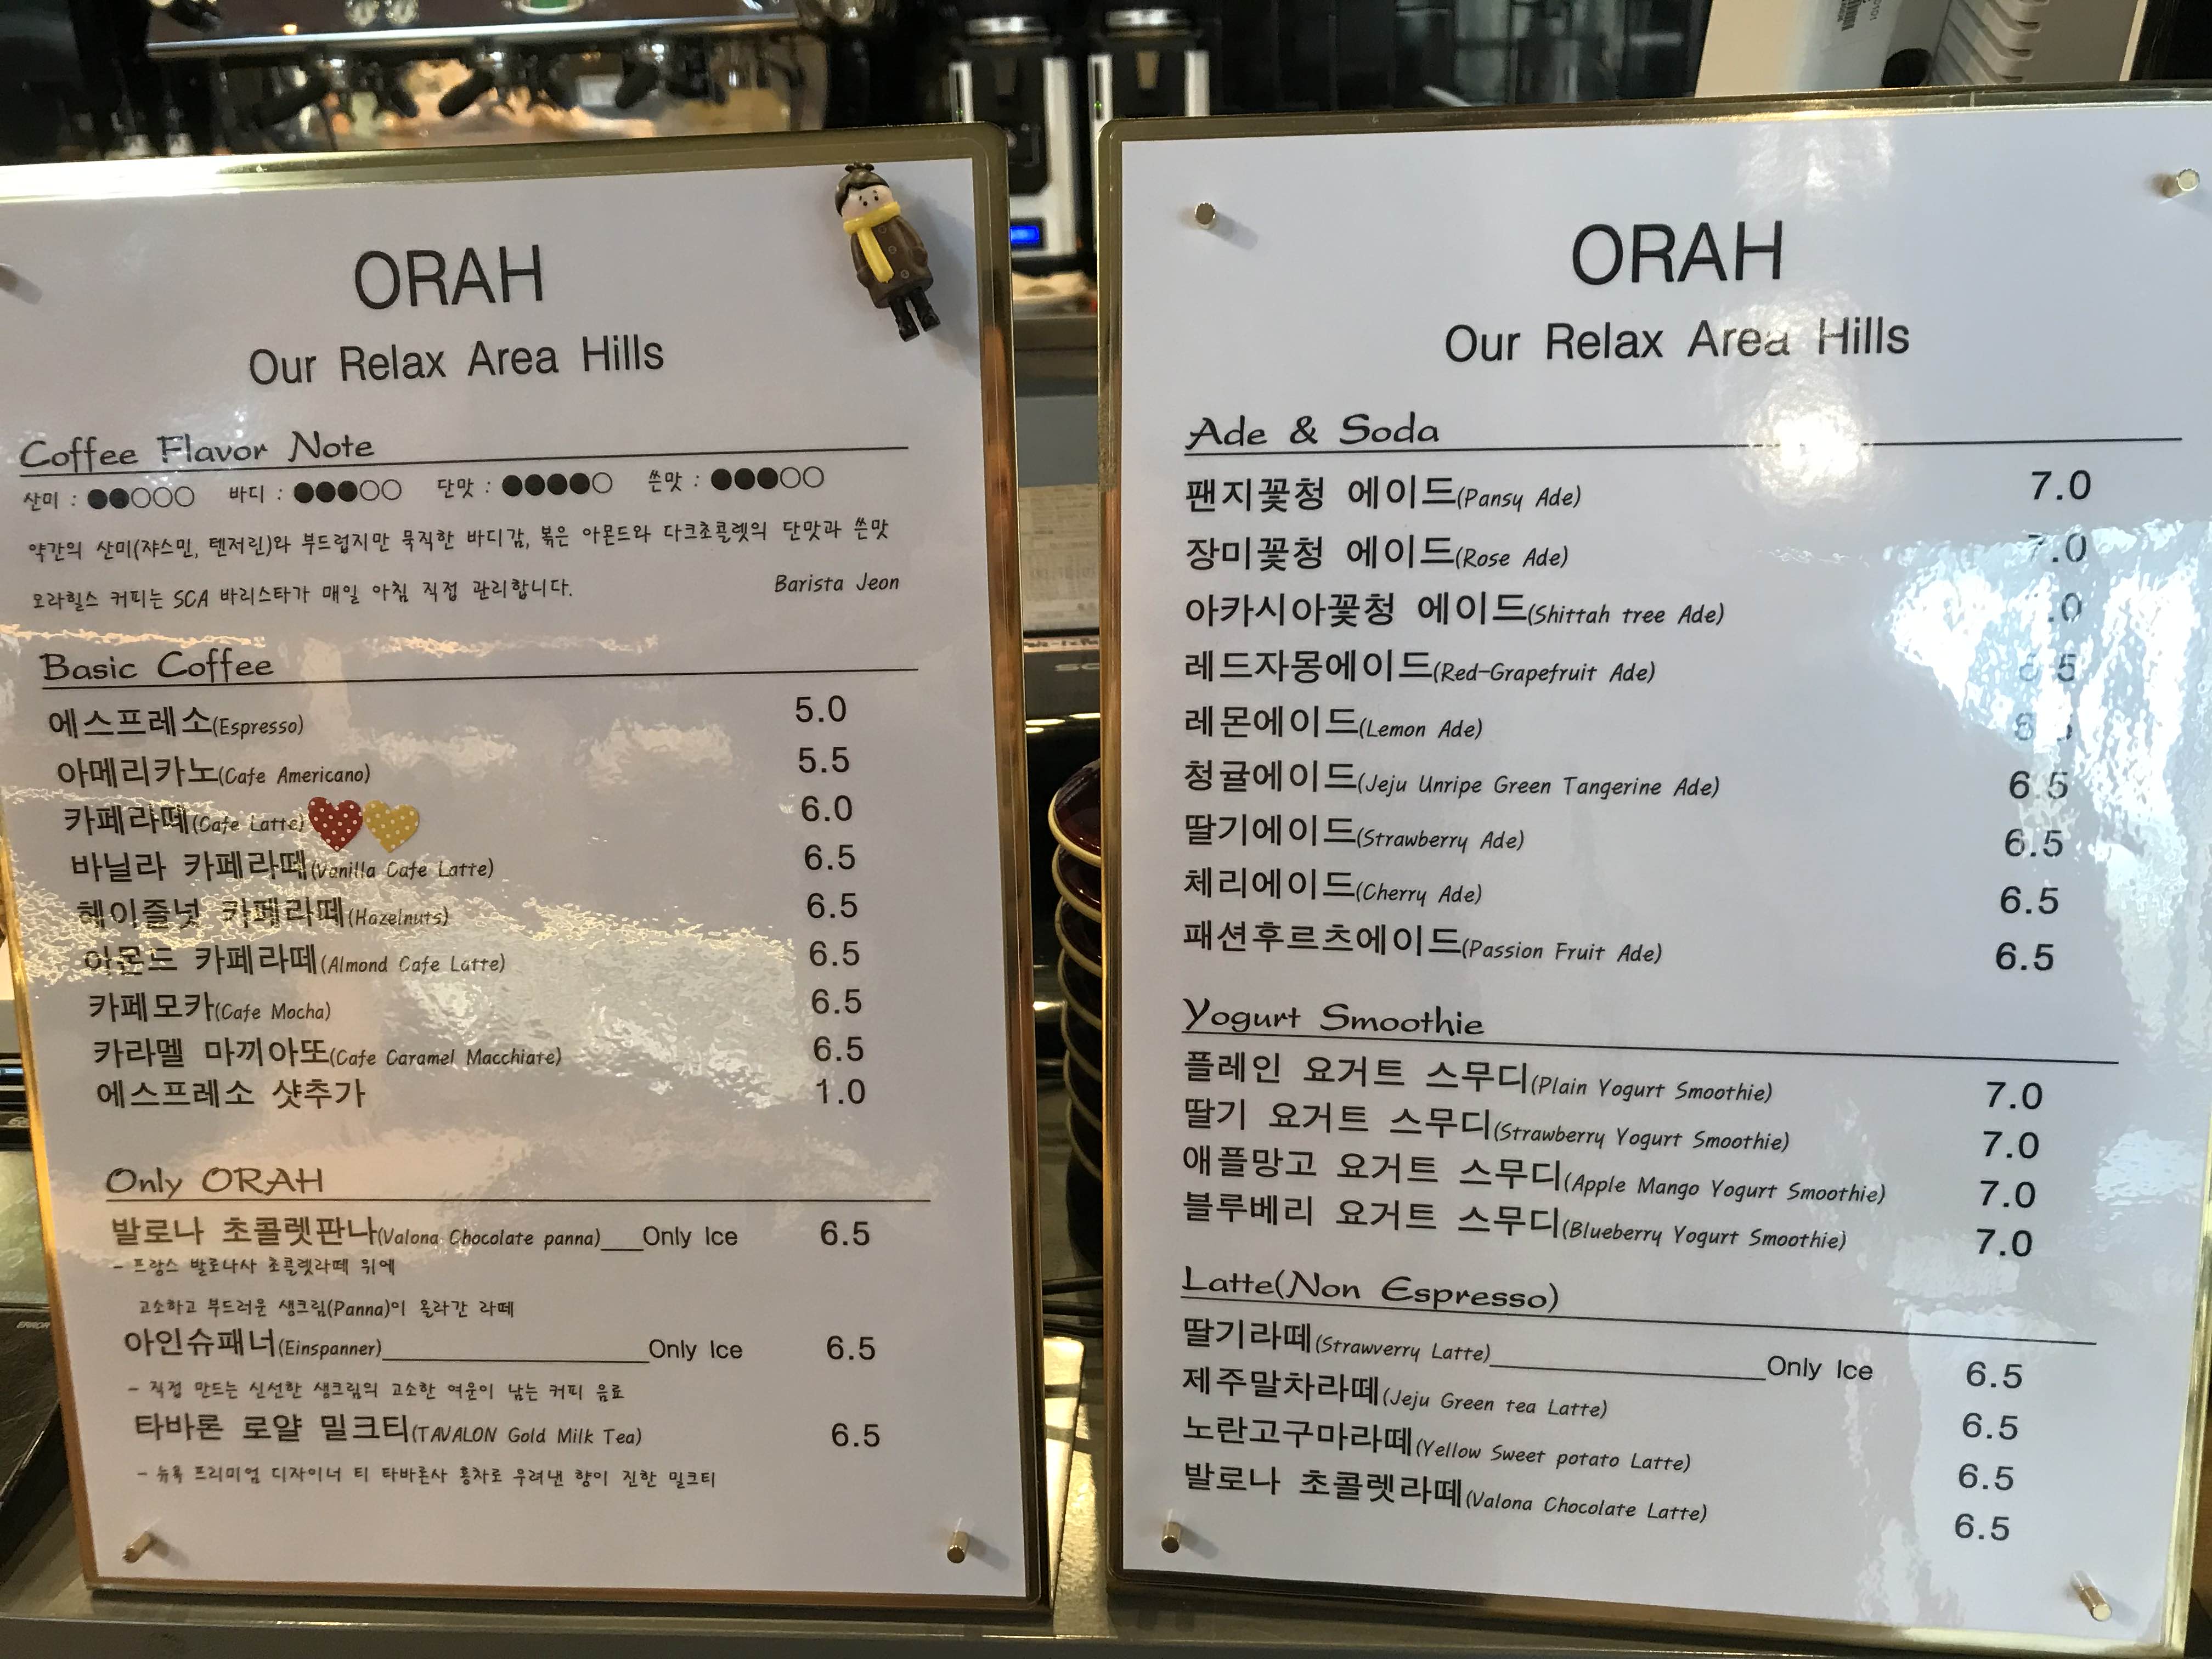 ORAH
Our Relax Area Hills
Coffee Flavor Note
산미 : ●●○○○ 바디 : ●●●○○ 단맛 : ●●●●○ 쓴맛 : ●●●○○
약간의 산미(쟈스민, 텐저린)와 부드럽지만 묵직한 바디감, 볶은 아몬드와 다크초콜렛의 단맛과 쓴맛
오라힐스 커피는 SCA 바리스타가 매일 아침 직접 관리합니다. Barista Jeon
Basic Coffee
에스프레소(Espresso) 5.0
아메리카노(Cafe Americano) 5.5
카페라떼(Cafe Latte) 6.0
바닐라 카페라떼(Vanilla Cafe Latte) 6.5
헤이즐넛 카페라떼(Hazelnuts) 6.5
아몬드 카페라떼(Almond Cafe Latte) 6.5
카페모카(Cafe Mocha) 6.5
카라멜 마끼아또(Cafe Caramel Macchiate) 6.5
에스프레소 샷추가 1.0
Only ORAH
발로나 초콜렛판나(Valona Chocolate panna)___Only Ice 6.5
- 프랑스 발로나사 초콜렛라떼 위에
고소하고 부드러운 생크림(Panna)이 올라간 라떼
아인슈패너(Einspanner)___Only Ice 6.5
- 직접 만드는 신선한 생크림의 고소한 여운이 남는 커피 음료
타바론 로얄 밀크티(TAVALON Gold Milk Tea) 6.5
- 뉴욕 프리미엄 디자이너 티 타바론사 홍차로 우려낸 향이 진한 밀크티
ORAH
Our Relax Area Hills
Ade & Soda
팬지꽃청 에이드(Pansy Ade) 7.0
장미꽃청 에이드(Rose Ade) 7.0
아카시아꽃청 에이드(Shittah tree Ade)
레드자몽에이드(Red-Grapefruit Ade) 6.5
레몬에이드(Lemon Ade)
청귤에이드(Jeju Unripe Green Tangerine Ade) 6.5
딸기에이드(Strawberry Ade) 6.5
체리에이드(Cherry Ade) 6.5
패션후르츠에이드(Passion Fruit Ade) 6.5
Yogurt Smoothie
플레인 요거트 스무디(Plain Yogurt Smoothie) 7.0
딸기 요거트 스무디(Strawberry Yogurt Smoothie) 7.0
애플망고 요거트 스무디(Apple Mango Yogurt Smoothie) 7.0
블루베리 요거트 스무디(Blueberry Yogurt Smoothie) 7.0
Latte(Non Espresso)
딸기라떼(Strawverry Latte)___Only Ice 6.5
제주말차라떼(Jeju Green tea Latte) 6.5
노란고구마라떼(Yellow Sweet potato Latte) 6.5
발로나 초콜렛라떼(Valona Chocolate Latte) 6.5